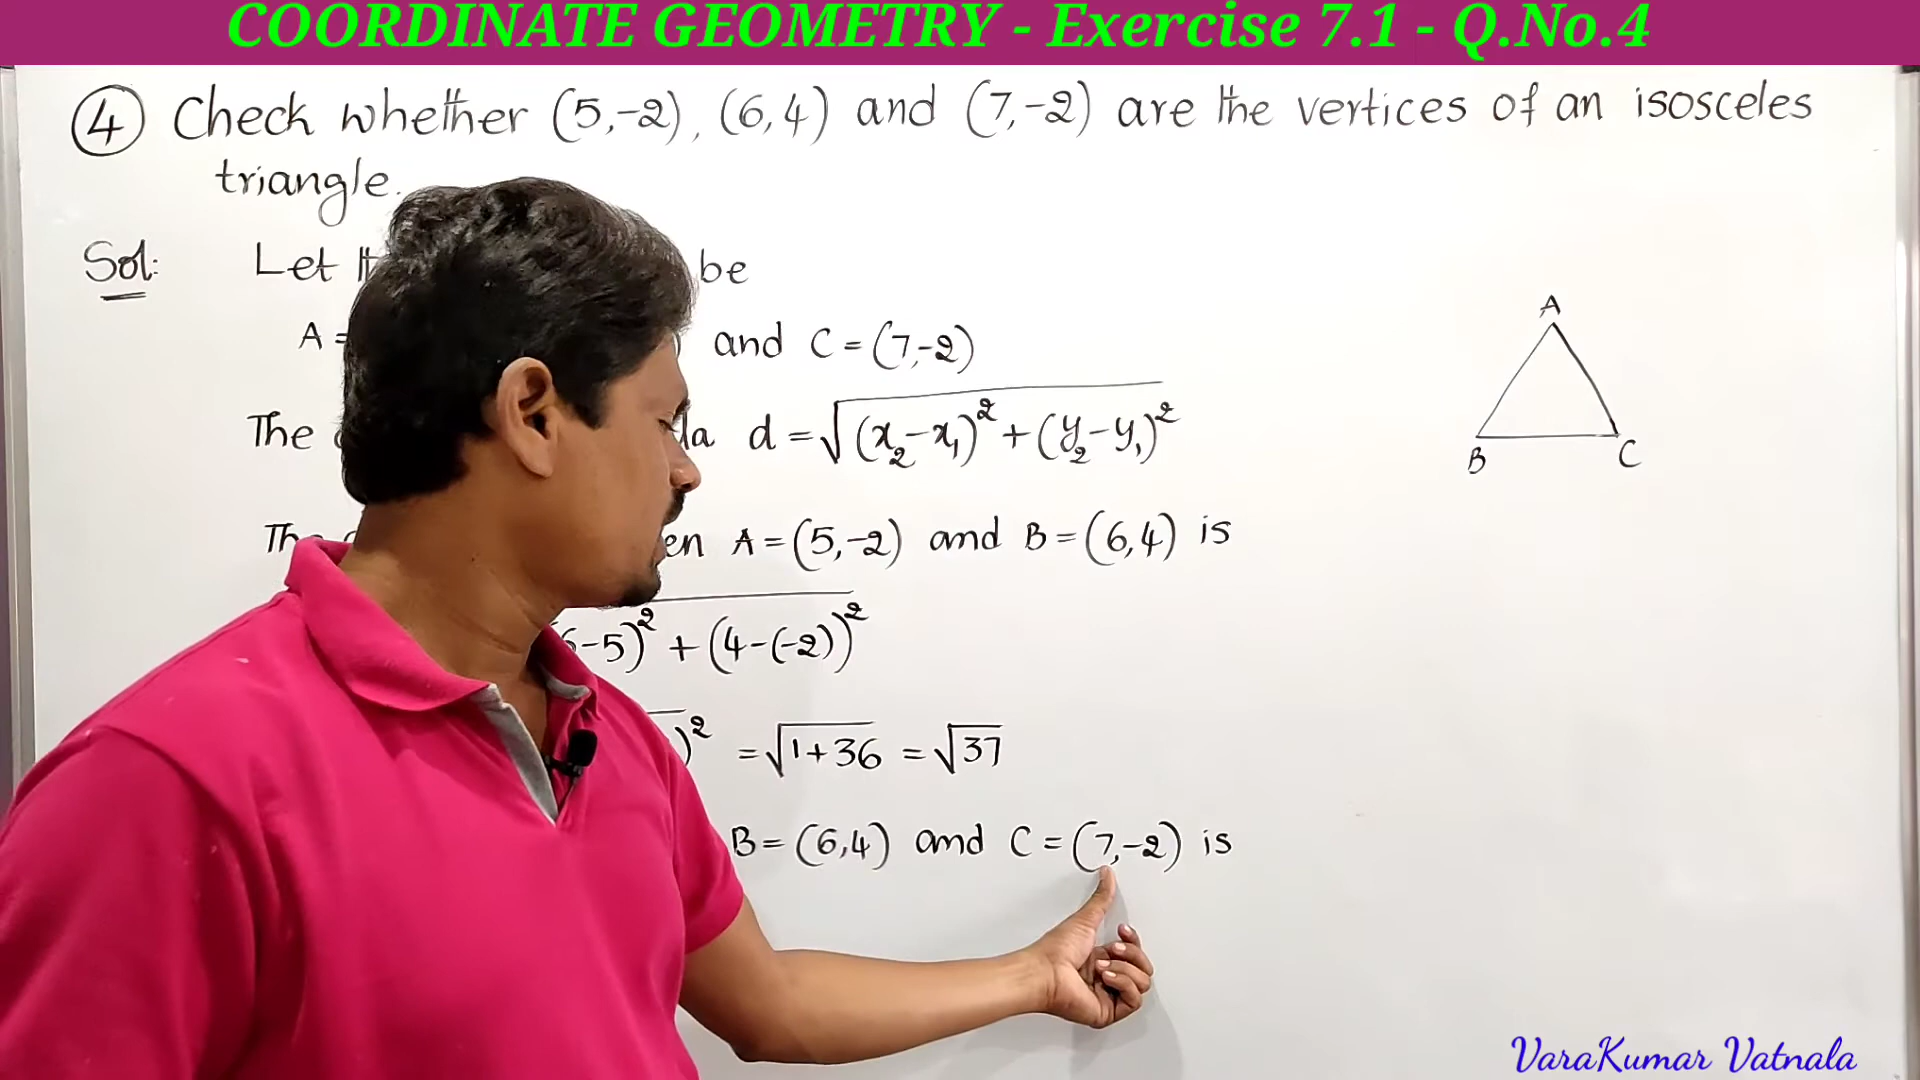 COORDINATE GEOMETRY - Exercise 7.1 - Q.No.4
④ Check whether (5,-2), (6,4) and (7,-2) are the vertices of an isosceles
triangle.
Sol: Let be
A = and C = (7,-2)
The d = √(x₂-x₁)² + (y₂-y₁)²
A = (5,-2) and B = (6,4) is
-5)² + (4-(-2))²
)² = √1+36 = √37
B = (6,4) and C = (7,-2) is
A
B C
VaraKumar Vatnala